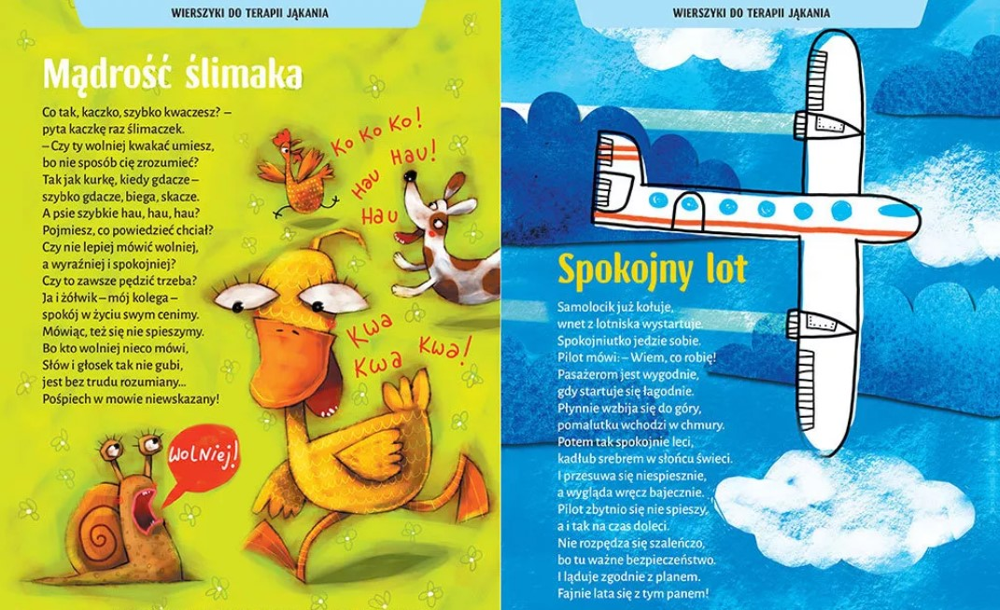 WIERSZYKI DO TERAPII JĄKANIA
Mądrość ślimaka
Co tak, kaczko, szybko kwaczesz? –
pyta kaczkę raz ślimaczek.
– Czy ty wolniej kwakać umiesz,
bo nie sposób cię zrozumieć?
Tak jak kurkę, kiedy gdacze –
szybko gdacze, biega, skacze.
A psie szybkie hau, hau, hau?
Pojmiesz, co powiedzieć chciał?
Czy nie lepiej mówić wolniej,
a wyraźniej i spokojniej?
Czy to zawsze pędzić trzeba?
Ja i żółwik – mój kolega –
spokój w życiu swym cenimy.
Mówiąc, też się nie spieszymy.
Bo kto wolniej nieco mówi,
Słów i głosek tak nie gubi,
jest bez trudu rozumiany...
Pośpiech w mowie niewskazany!
Ko Ko Ko!
Hau Hau!
Hau
Kwa
Kwa Kwa!
WOLNIEJ!
WIERSZYKI DO TERAPII JĄKANIA
Spokojny lot
Samolocik już kołuje,
wnet z lotniska wystartuje.
Spokojniutko jedzie sobie.
Pilot mówi: – Wiem, co robię!
Pasażerom jest wygodnie,
gdy startuje się łagodnie.
Płynnie wzbija się do góry,
pomalutku wchodzi w chmury.
Potem tak spokojnie leci,
kadłub srebrem w słońcu świeci.
I przesuwa się niespiesznie,
a wygląda wręcz bajecznie.
Pilot zbytnio się nie spieszy,
a i tak na czas doleci.
Nie rozpędza się szaleńczo,
bo tu ważne bezpieczeństwo.
I ląduje zgodnie z planem.
Fajnie lata się z tym panem!